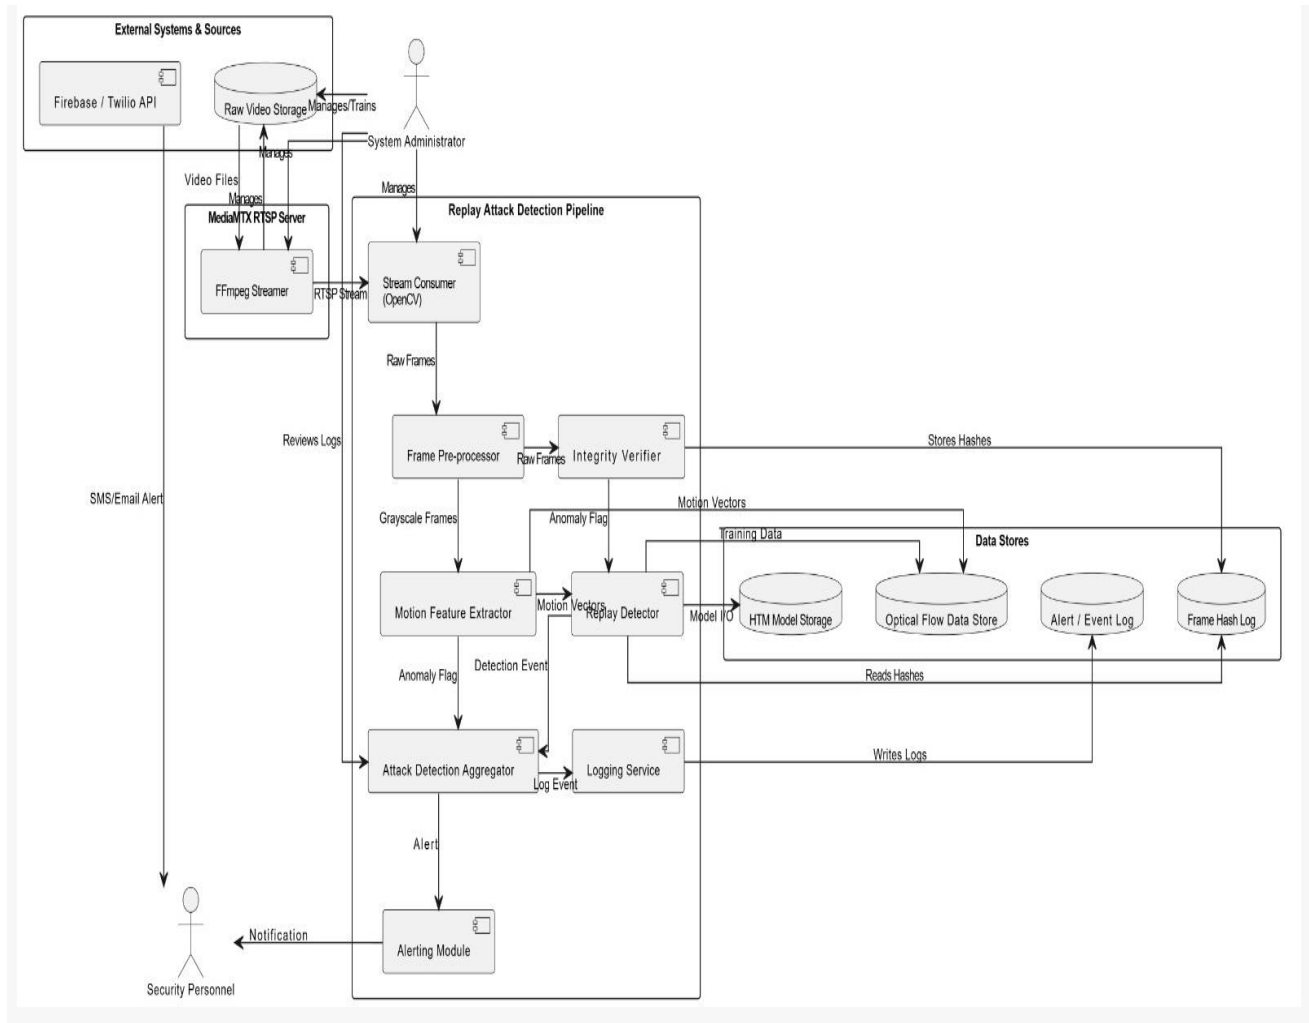 External Systems & Sources
Firebase / Twilio API
Raw Video Storage
Manages/Trains
System Administrator
Manages
Video Files
Manages
Manages
MediaMTX RTSP Server
Replay Attack Detection Pipeline
FFmpeg Streamer
RTSP Stream
Stream Consumer
(OpenCV)
Raw Frames
Reviews Logs
Frame Pre-processor
Raw Frames
Integrity Verifier
Stores Hashes
SMS/Email Alert
Grayscale Frames
Anomaly Flag
Motion Vectors
Training Data
Data Stores
Motion Feature Extractor
Motion Vectors
Replay Detector
Model I/O
HTM Model Storage
Optical Flow Data Store
Alert / Event Log
Frame Hash Log
Anomaly Flag
Detection Event
Reads Hashes
Attack Detection Aggregator
Log Event
Logging Service
Writes Logs
Alert
Notification
Alerting Module
Security Personnel